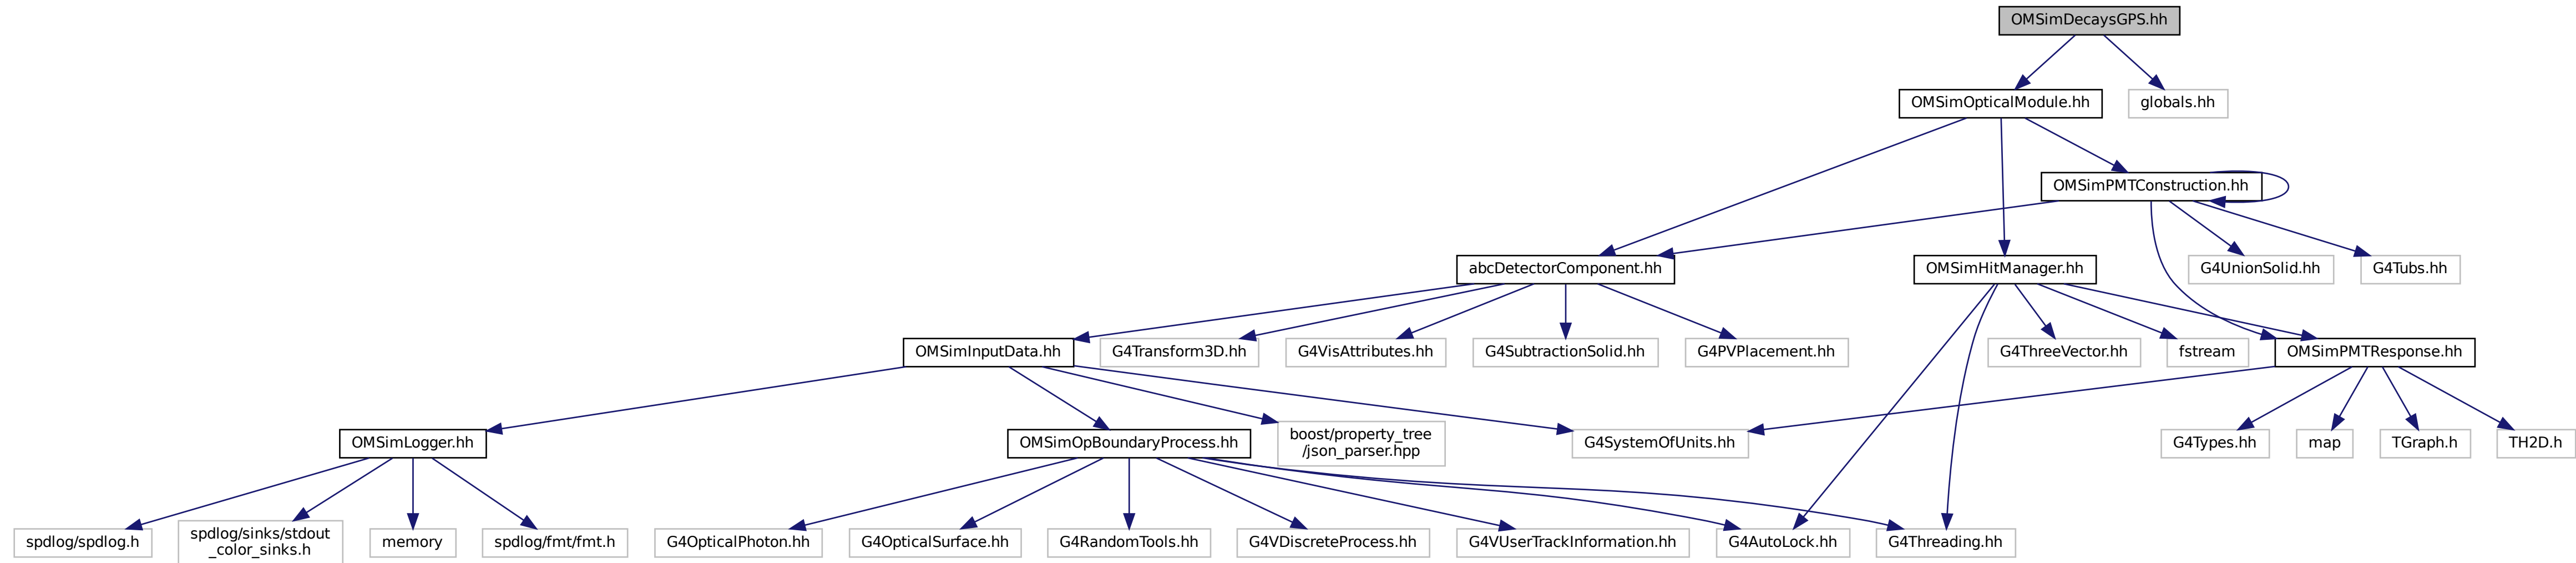 OMSimDecaysGPS.hh
OMSimOpticalModule.hh
globals.hh
OMSimPMTConstruction.hh
abcDetectorComponent.hh
OMSimHitManager.hh
G4UnionSolid.hh
G4Tubs.hh
OMSimInputData.hh
G4Transform3D.hh
G4VisAttributes.hh
G4SubtractionSolid.hh
G4PVPlacement.hh
G4ThreeVector.hh
fstream
OMSimPMTResponse.hh
OMSimLogger.hh
OMSimOpBoundaryProcess.hh
boost/property_tree
/json_parser.hpp
G4SystemOfUnits.hh
G4Types.hh
map
TGraph.h
TH2D.h
spdlog/spdlog.h
spdlog/sinks/stdout
_color_sinks.h
memory
spdlog/fmt/fmt.h
G4OpticalPhoton.hh
G4OpticalSurface.hh
G4RandomTools.hh
G4VDiscreteProcess.hh
G4VUserTrackInformation.hh
G4AutoLock.hh
G4Threading.hh